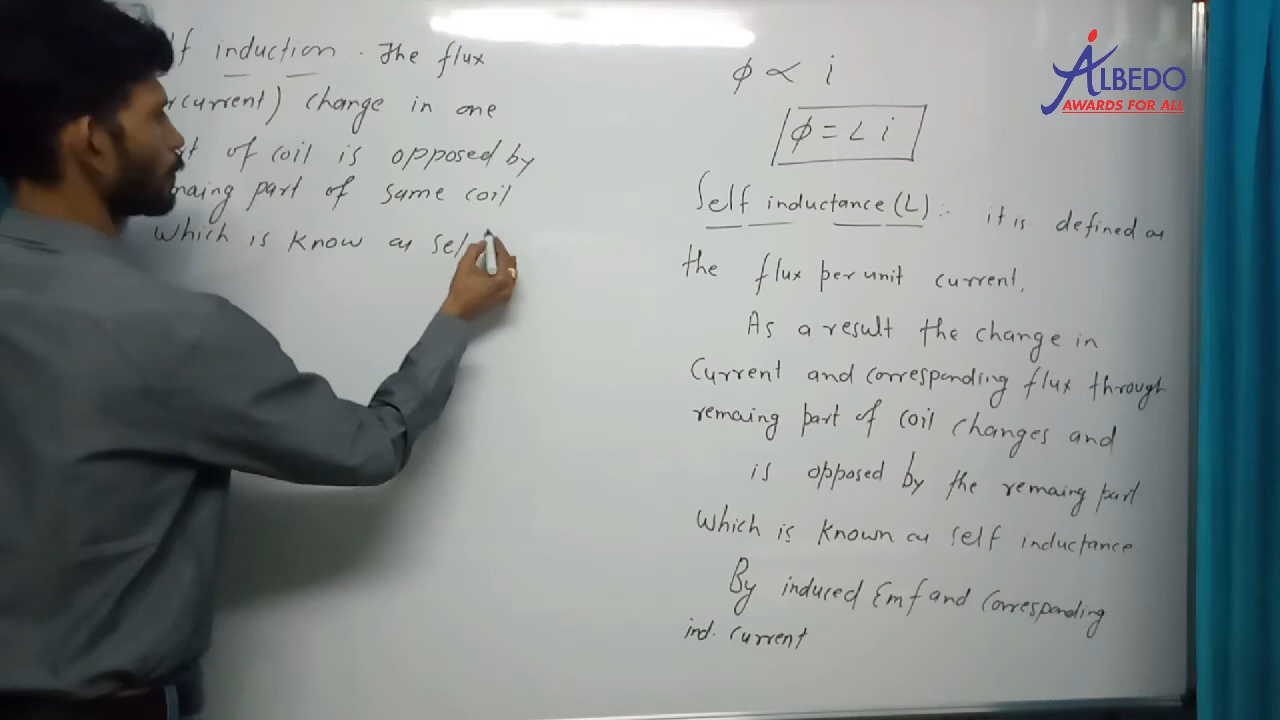 induction. The flux
current) change in one
of coil is opposed by
part of same coil
which is know as sel
ϕ ∝ i
ϕ = L i
Self inductance (L) :- it is defined as
the flux per unit current.
As a result the change in
Current and corresponding flux through
remaing part of coil changes and
is opposed by the remaing part
which is known as self inductance
By induced Emf and corresponding
ind. current
ALBEDO
AWARDS FOR ALL